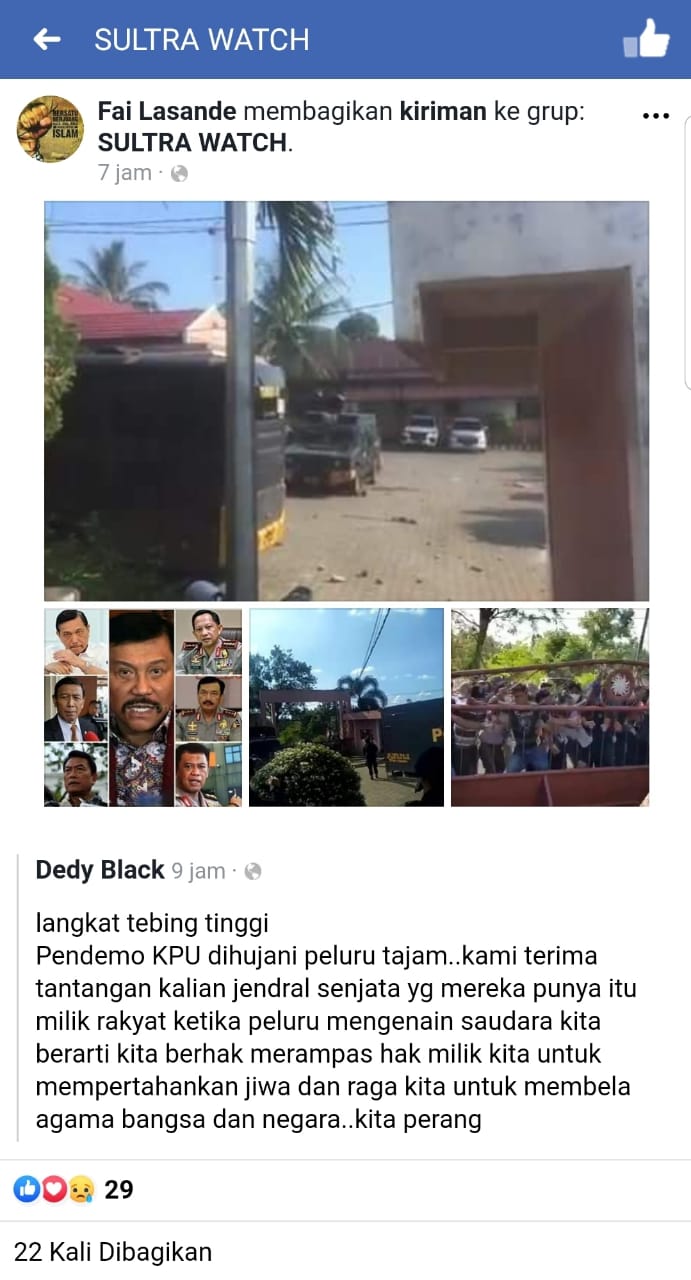 SULTRA WATCH
Fai Lasande membagikan kiriman ke grup:
SULTRA WATCH.
7 jam ·
BERSATU
BERJUANG
ISLAM
P
Dedy Black 9 jam ·
langkat tebing tinggi
Pendemo KPU dihujani peluru tajam..kami terima
tantangan kalian jendral senjata yg mereka punya itu
milik rakyat ketika peluru mengenain saudara kita
berarti kita berhak merampas hak milik kita untuk
mempertahankan jiwa dan raga kita untuk membela
agama bangsa dan negara..kita perang
29
22 Kali Dibagikan